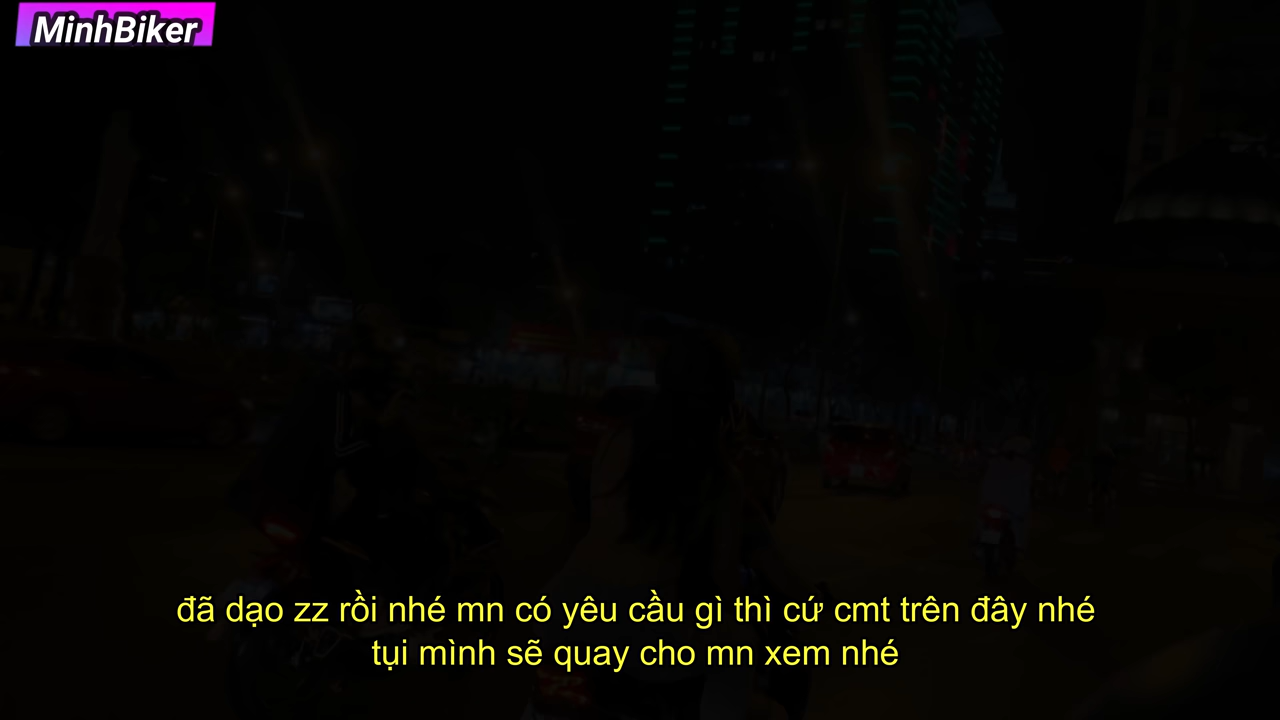 MinhBiker
đã dạo zz rồi nhé mn có yêu cầu gì thì cứ cmt trên đây nhé
tụi mình sẽ quay cho mn xem nhé